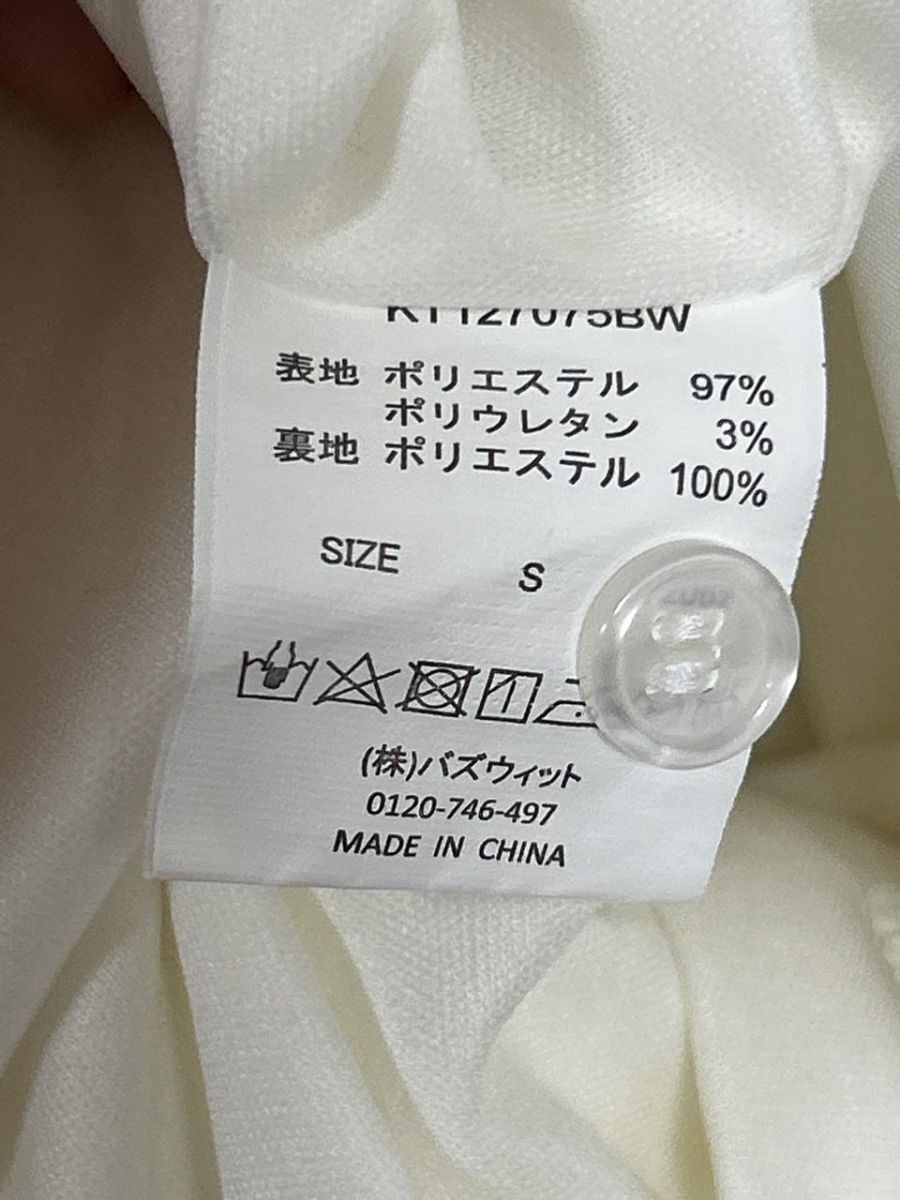 KT127075BW
表地 ポリエステル 97%
ポリウレタン 3%
裏地 ポリエステル 100%
SIZE S
(株)バズウィット
0120-746-497
MADE IN CHINA